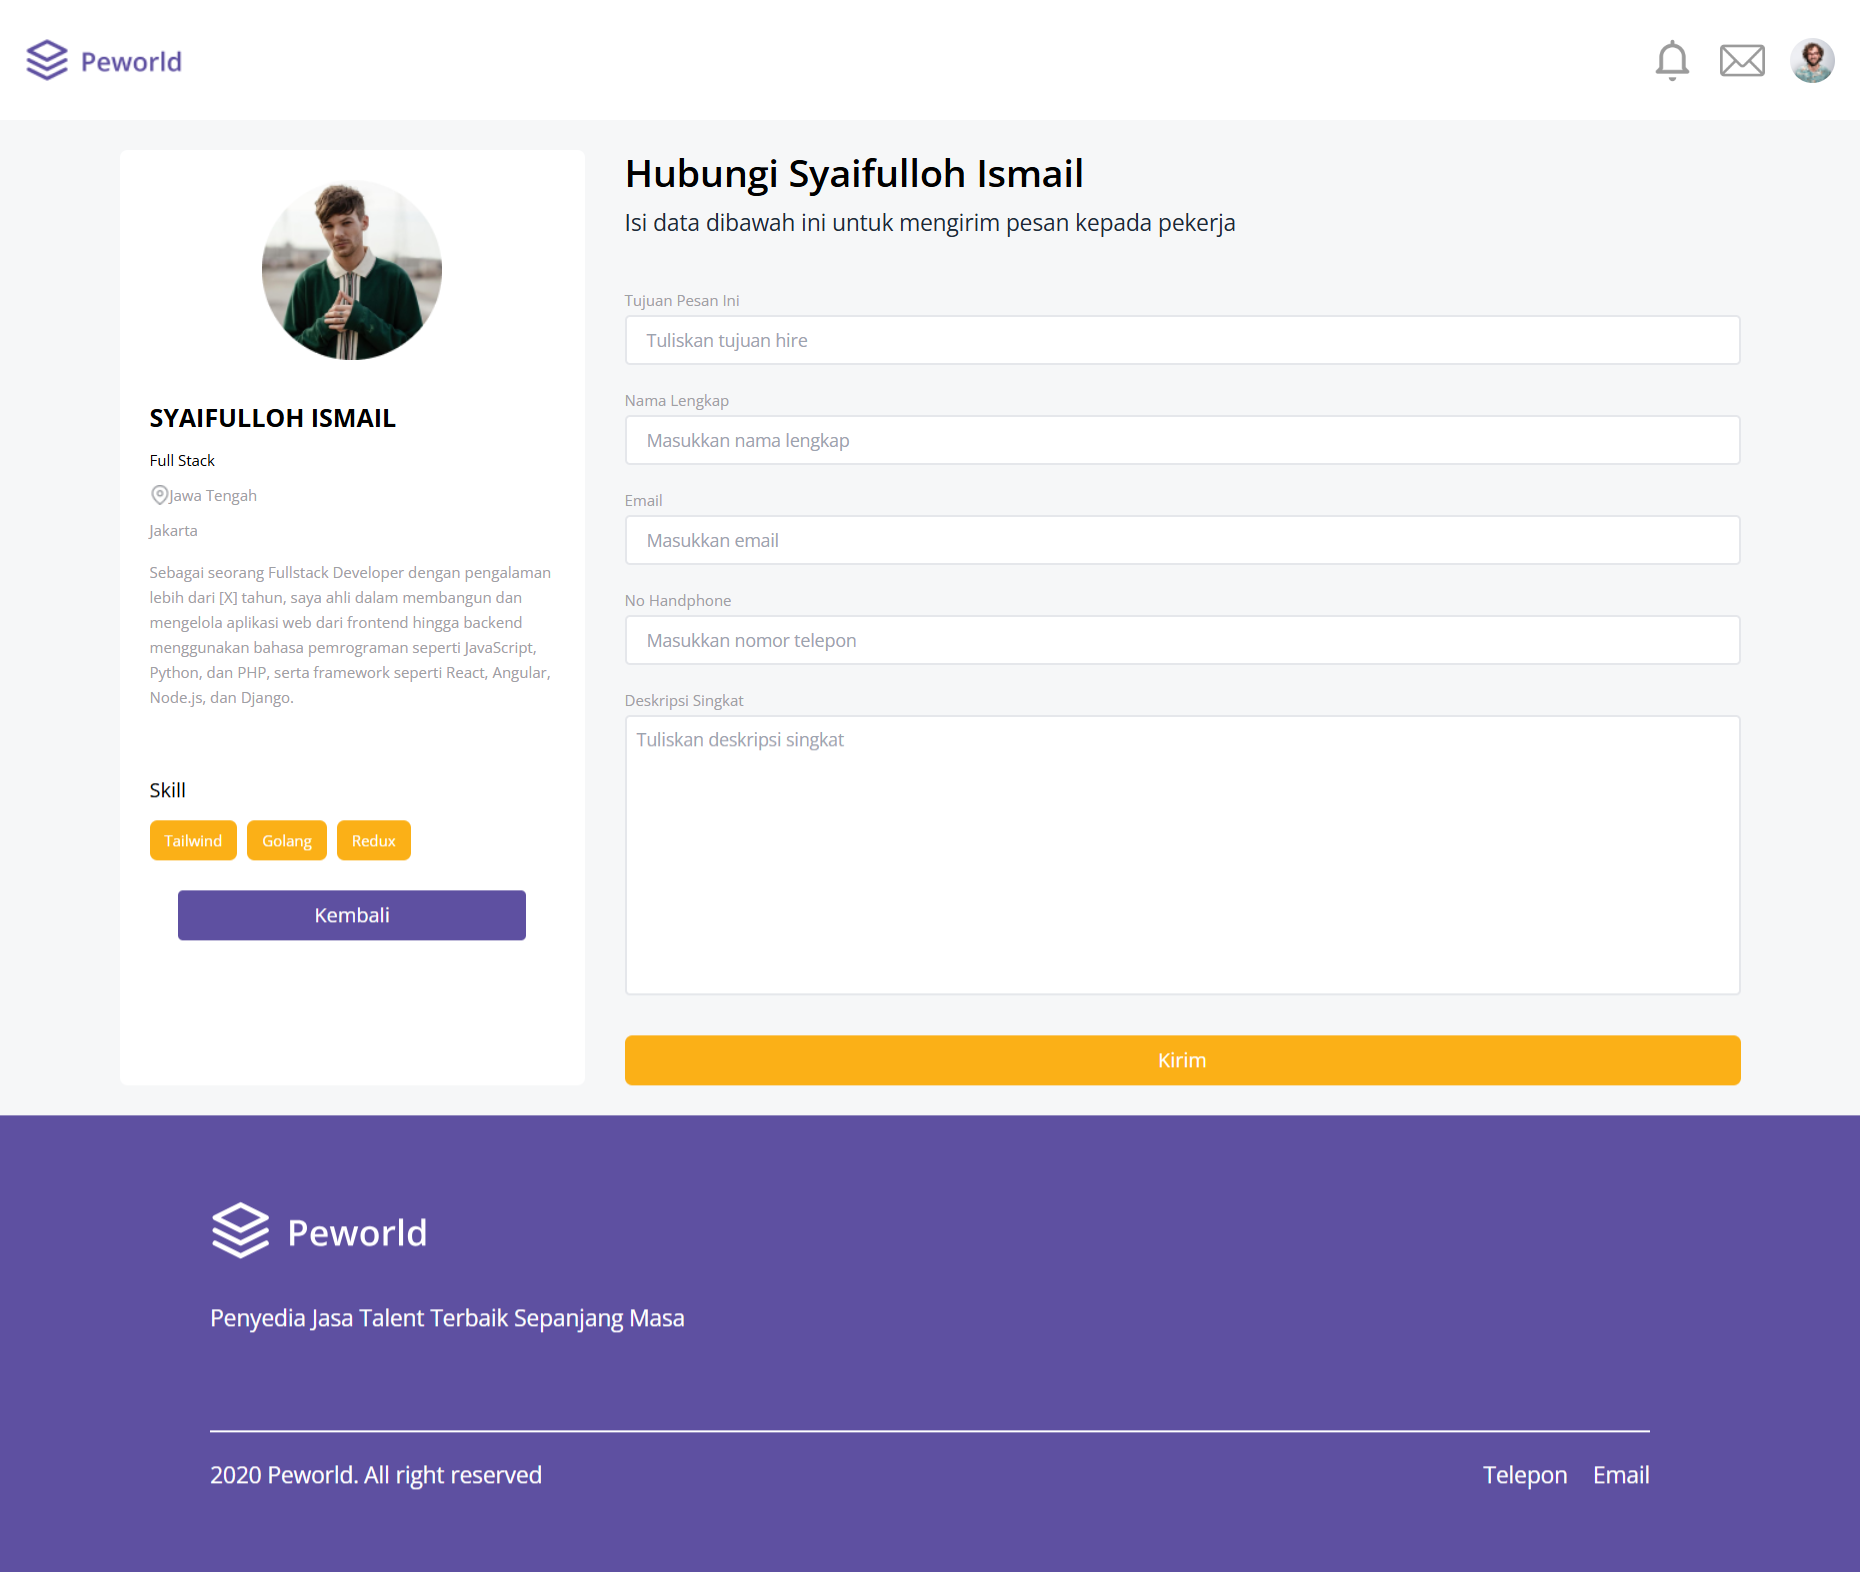 Peworld
SYAIFULLOH ISMAIL
Full Stack
Jawa Tengah
Jakarta
Sebagai seorang Fullstack Developer dengan pengalaman
lebih dari [X] tahun, saya ahli dalam membangun dan
mengelola aplikasi web dari frontend hingga backend
menggunakan bahasa pemrograman seperti JavaScript,
Python, dan PHP, serta framework seperti React, Angular,
Node.js, dan Django.
Skill
Tailwind Golang Redux
Kembali
Hubungi Syaifulloh Ismail
Isi data dibawah ini untuk mengirim pesan kepada pekerja
Tujuan Pesan Ini
Tuliskan tujuan hire
Nama Lengkap
Masukkan nama lengkap
Email
Masukkan email
No Handphone
Masukkan nomor telepon
Deskripsi Singkat
Tuliskan deskripsi singkat
Kirim
Peworld
Penyedia Jasa Talent Terbaik Sepanjang Masa
2020 Peworld. All right reserved
Telepon Email